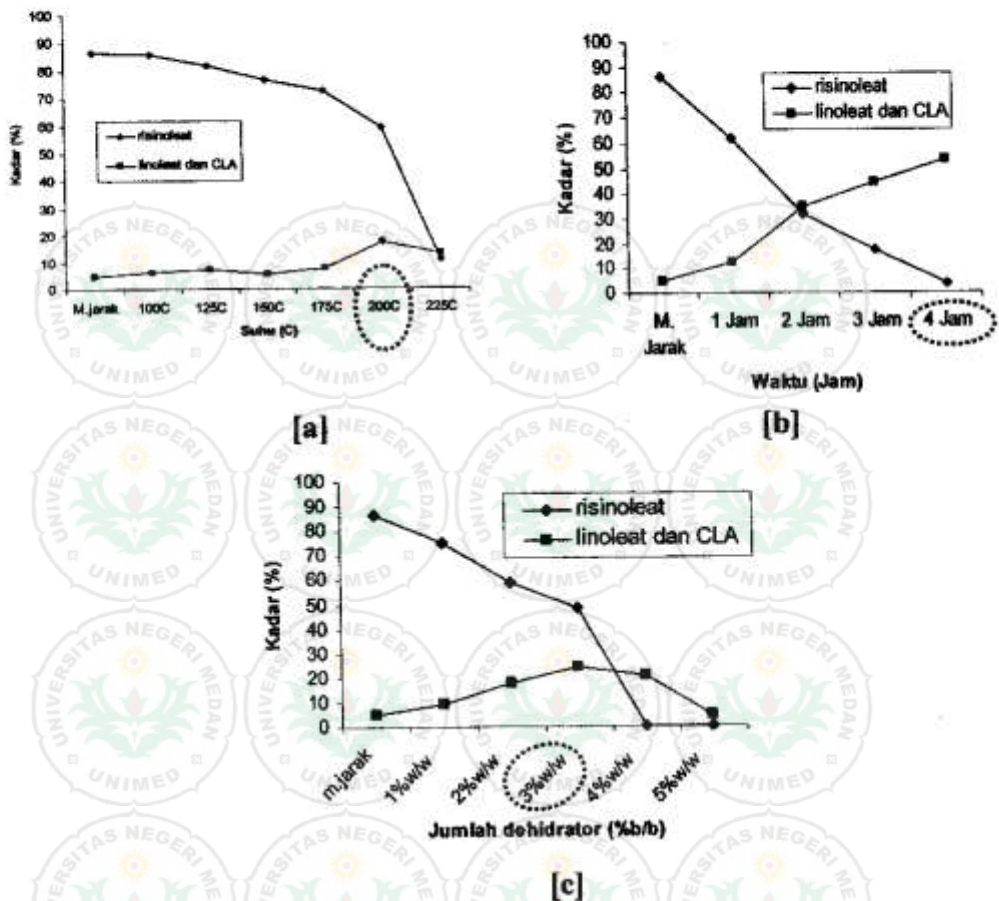 100
90
80
70
60
50
40
30
20
10
0
Kadar (%)
risinoleat
linoleat dan CLA
M.jarak 100C 125C 150C 175C 200C 225C
Suhu (C)
[a]
100
90
80
70
60
50
40
30
20
10
0
Kadar (%)
risinoleat
linoleat dan CLA
M. Jarak 1 Jam 2 Jam 3 Jam 4 Jam
Waktu (Jam)
[b]
100
90
80
70
60
50
40
30
20
10
0
Kadar (%)
risinoleat
linoleat dan CLA
m.jarak 1%w/w 2%w/w 3%w/w 4%w/w 5%w/w
Jumlah dehidrator (%b/b)
[c]
UNIVERSITAS NEGERI MEDAN
UNIMED